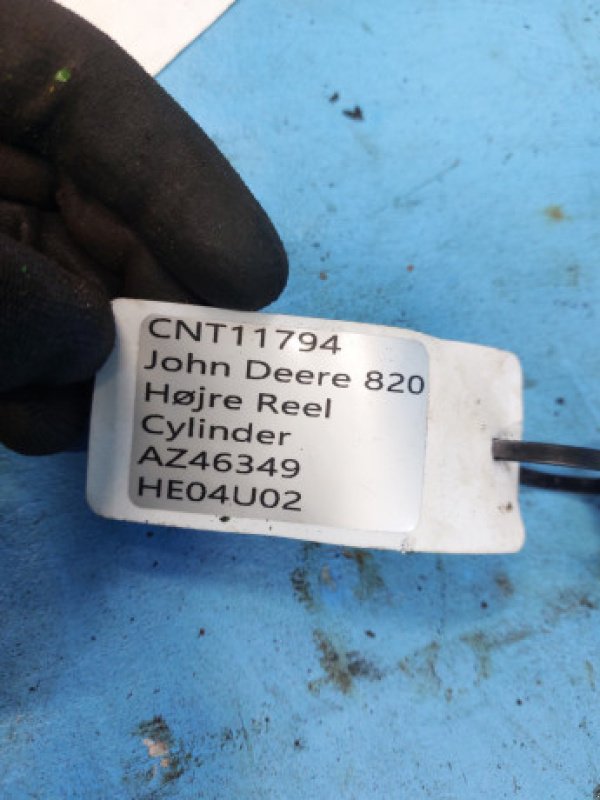 CNT11794
John Deere 820
Højre Reel
Cylinder
AZ46349
HE04U02